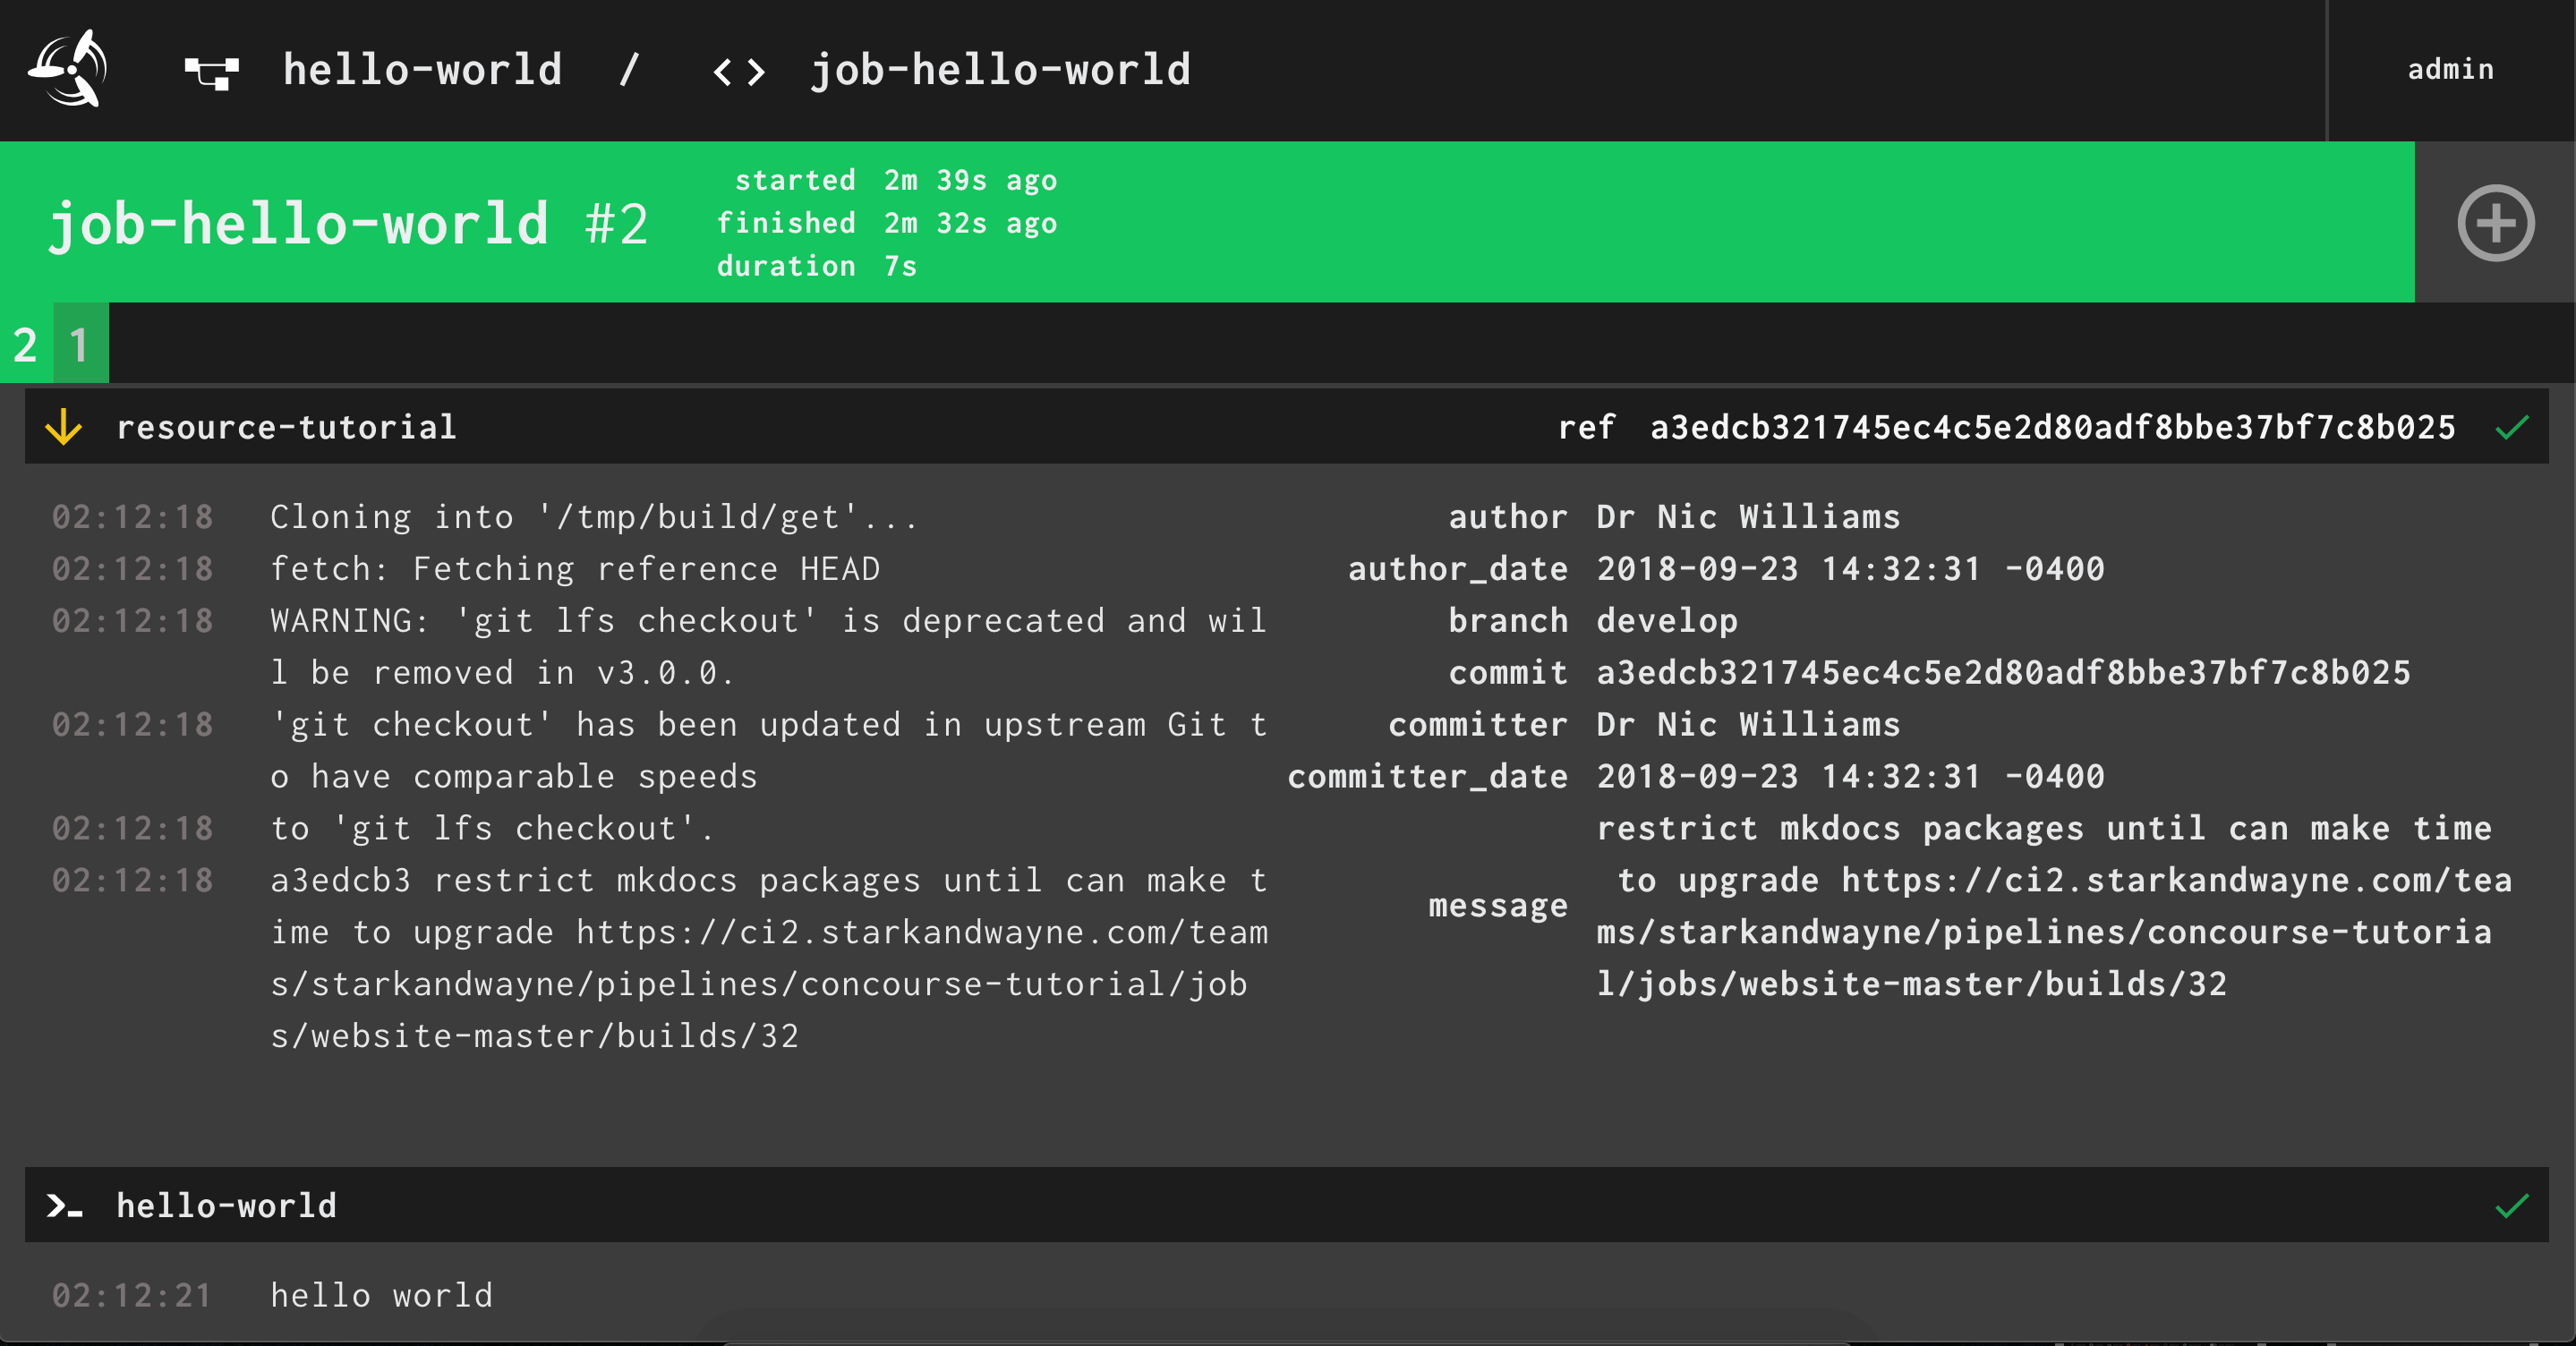 hello-world / < > job-hello-world
admin
job-hello-world #2
started 2m 39s ago
finished 2m 32s ago
duration 7s
2 1
resource-tutorial ref a3edcb321745ec4c5e2d80adf8bbe37bf7c8b025
02:12:18 Cloning into '/tmp/build/get'...
02:12:18 fetch: Fetching reference HEAD
02:12:18 WARNING: 'git lfs checkout' is deprecated and wil
l be removed in v3.0.0.
02:12:18 'git checkout' has been updated in upstream Git t
o have comparable speeds
02:12:18 to 'git lfs checkout'.
02:12:18 a3edcb3 restrict mkdocs packages until can make t
ime to upgrade https://ci2.starkandwayne.com/team
s/starkandwayne/pipelines/concourse-tutorial/job
s/website-master/builds/32
author Dr Nic Williams
author_date 2018-09-23 14:32:31 -0400
branch develop
commit a3edcb321745ec4c5e2d80adf8bbe37bf7c8b025
committer Dr Nic Williams
committer_date 2018-09-23 14:32:31 -0400
message restrict mkdocs packages until can make time
to upgrade https://ci2.starkandwayne.com/tea
ms/starkandwayne/pipelines/concourse-tutoria
l/jobs/website-master/builds/32
>_ hello-world
02:12:21 hello world